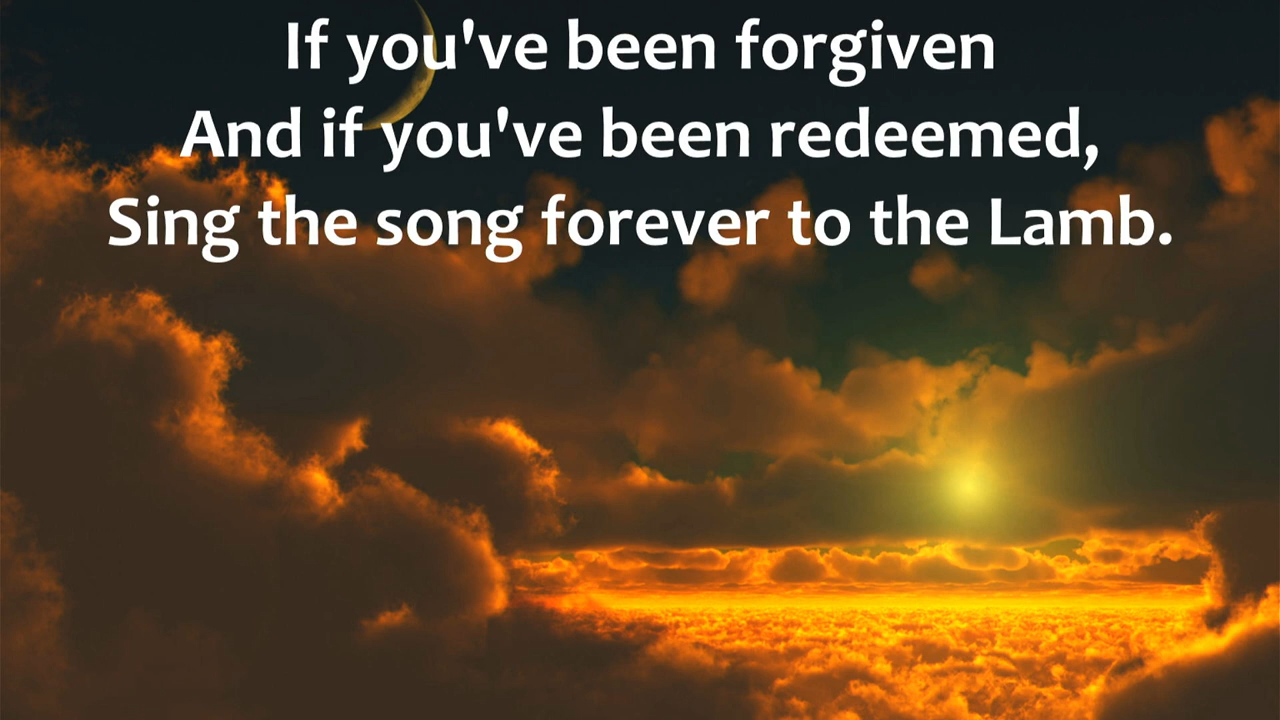 If you've been forgiven
And if you've been redeemed,
Sing the song forever to the Lamb.